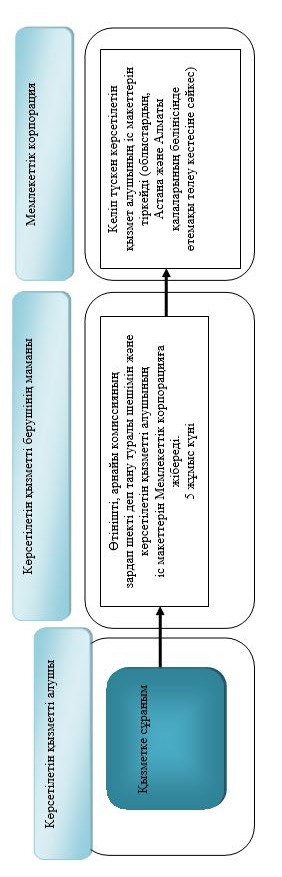 Көрсетілетін қызметті алушы
Көрсетілетін қызметті берушінің маманы
Мемлекеттік корпорация
Қызметке сұраным
Өтінішті, арнайы комиссияның
зардап шекті деп тану туралы шешімін және
көрсетілетін қызметті алушының
іс макеттерін Мемлекеттік корпорацияға
жібереді.
5 жұмыс күні
Келіп түскен көрсетілетін
қызмет алушының іс макеттерін
тіркейді (облыстардың,
Астана және Алматы
қалаларының бөлінісінде
өтемақы төлеу кестесіне сәйкес)